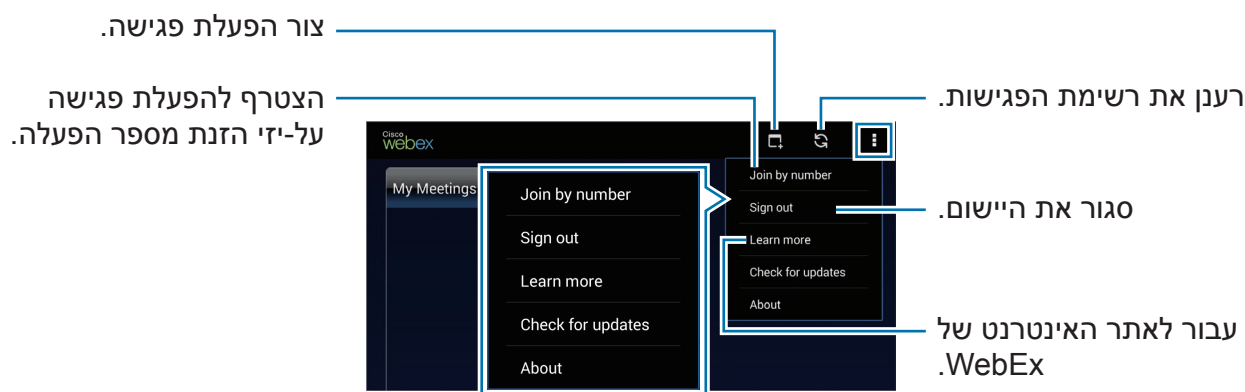 צור הפעלת פגישה.
הצטרף להפעלת פגישה
על-יזי הזנת מספר הפעלה.
רענן את רשימת הפגישות.
סגור את היישום.
עבור לאתר האינטרנט של
WebEx.
Cisco
webex
My Meetings
Join by number
Sign out
Learn more
Check for updates
About
Join by number
Sign out
Learn more
Check for updates
About